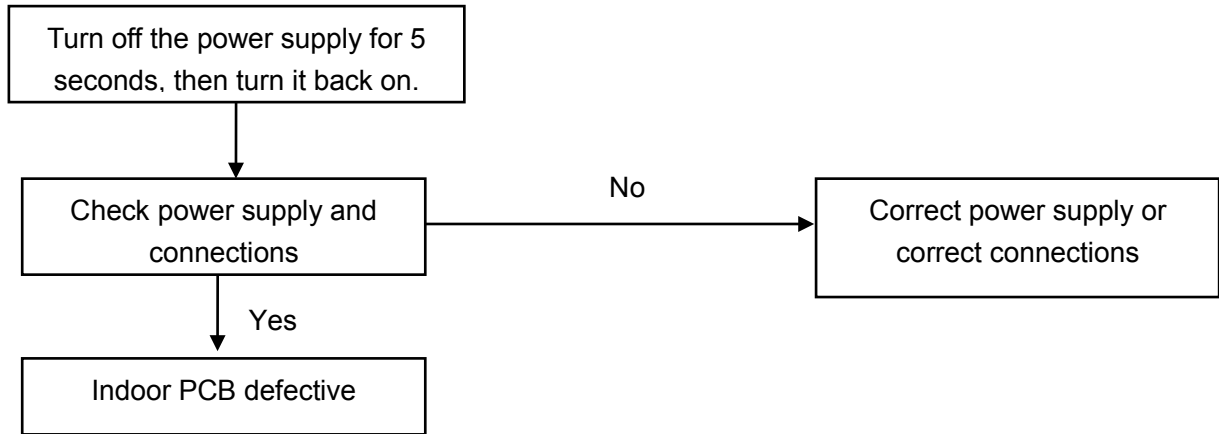 Turn off the power supply for 5
seconds, then turn it back on.
Check power supply and
connections
No
Correct power supply or
correct connections
Yes
Indoor PCB defective